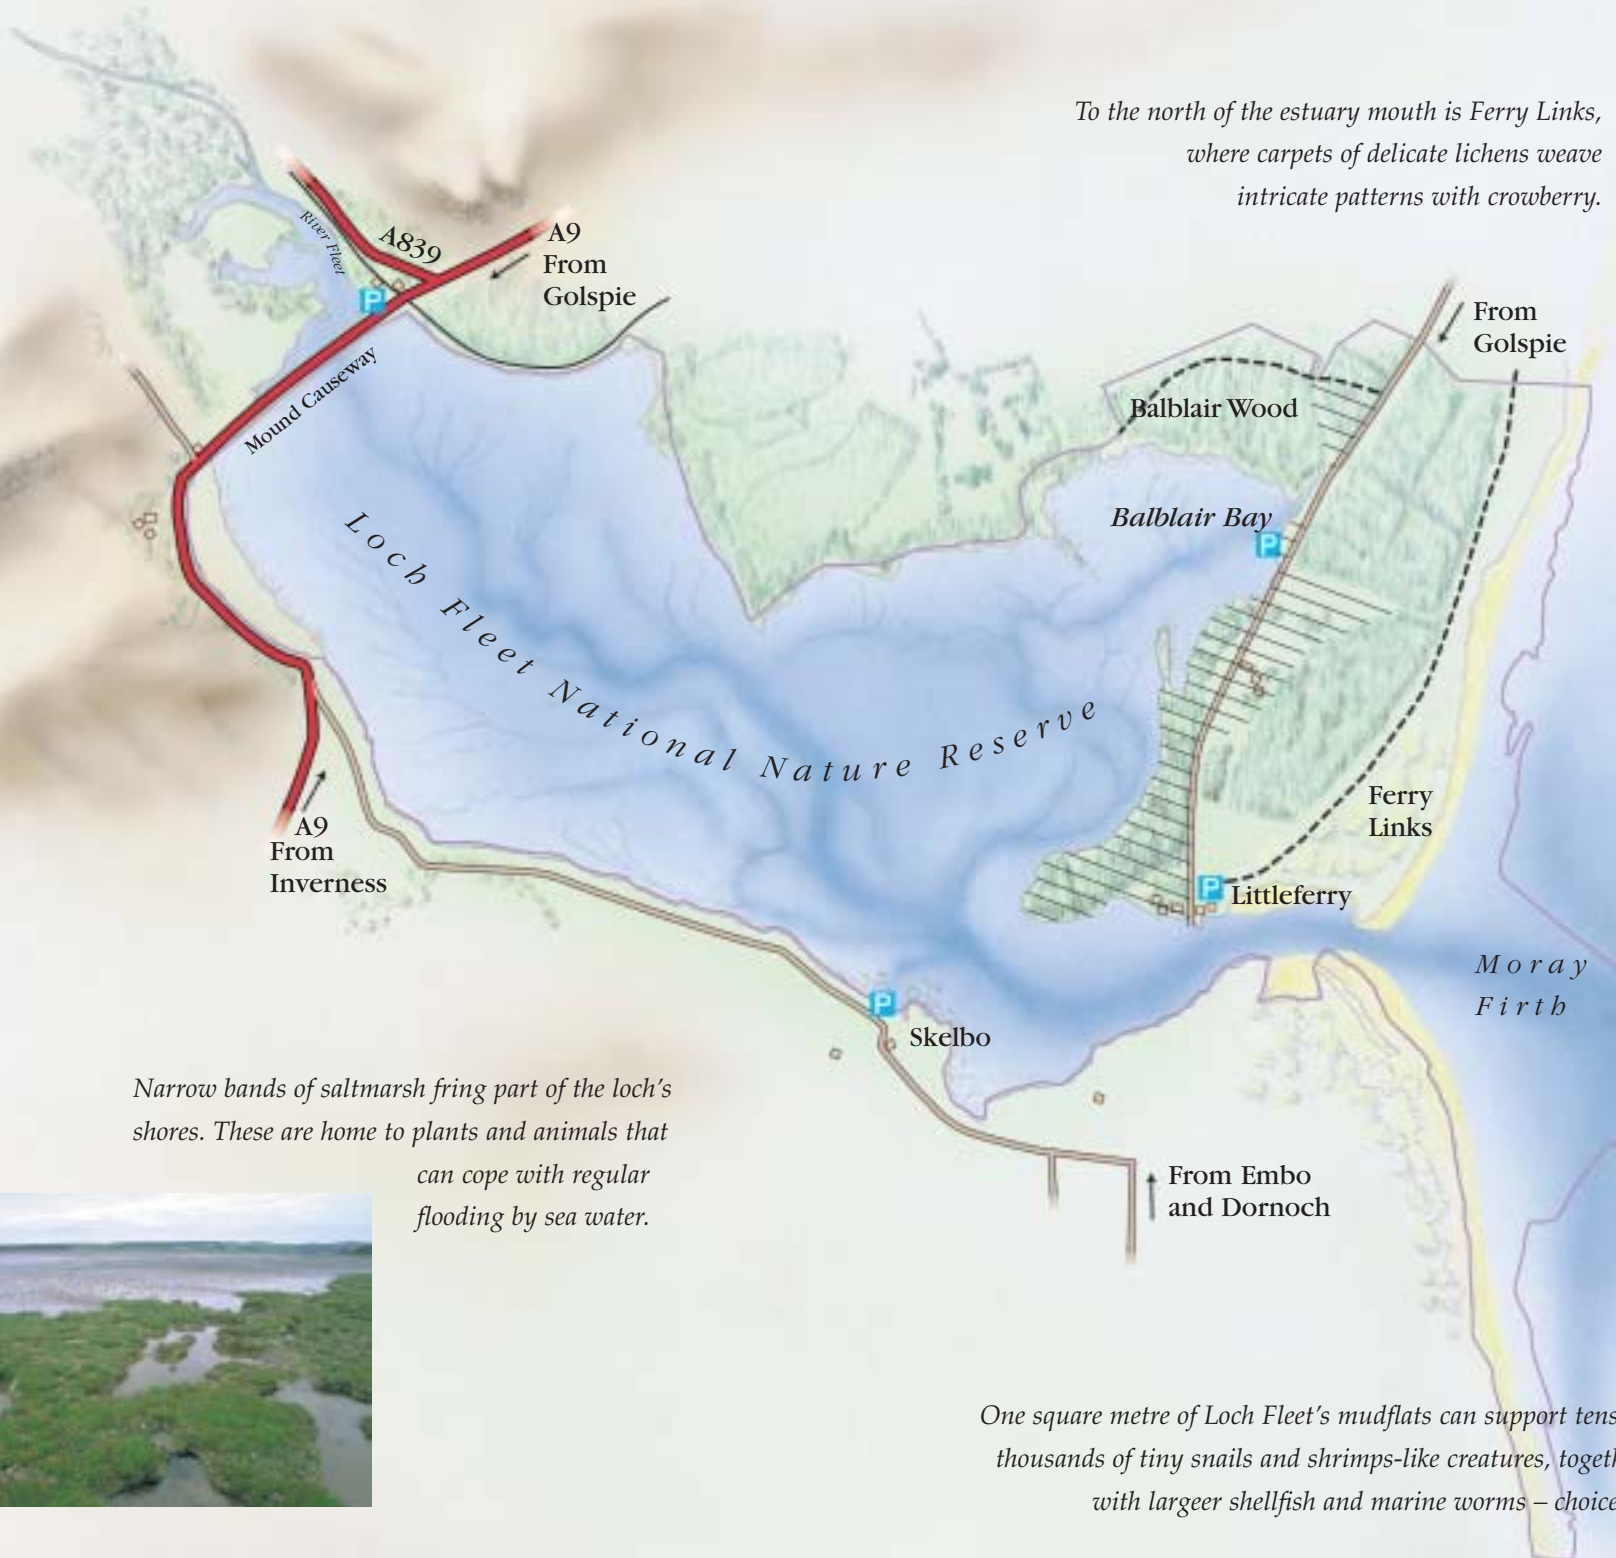 To the north of the estuary mouth is Ferry Links,
where carpets of delicate lichens weave
intricate patterns with crowberry.
River Fleet
A839
A9
From
Golspie
P
Mound Causeway
From
Golspie
Balblair Wood
Balblair Bay
P
Loch Fleet National Nature Reserve
Ferry
Links
A9
From
Inverness
P
Littleferry
Moray
Firth
P
Skelbo
Narrow bands of saltmarsh fring part of the loch's
shores. These are home to plants and animals that
can cope with regular
flooding by sea water.
From Embo
and Dornoch
One square metre of Loch Fleet's mudflats can support tens
thousands of tiny snails and shrimps-like creatures, togeth
with largeer shellfish and marine worms – choice